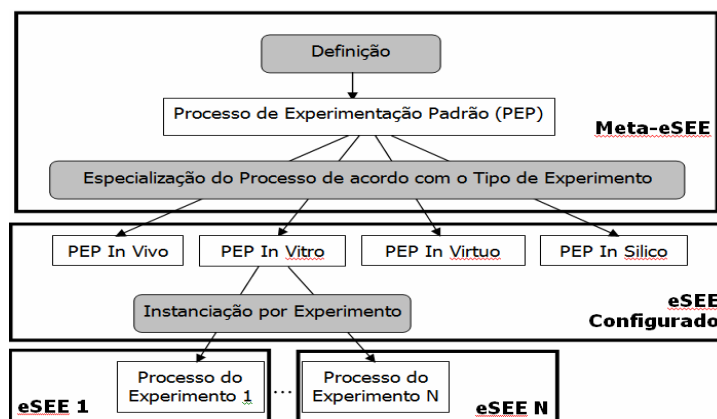 Definição
Processo de Experimentação Padrão (PEP)
Meta-eSEE
Especialização do Processo de acordo com o Tipo de Experimento
PEP In Vivo
PEP In Vitro
PEP In Virtuo
PEP In Silico
Instanciação por Experimento
eSEE
Configurado
Processo do
Experimento 1
...
Processo do
Experimento N
eSEE 1
eSEE N